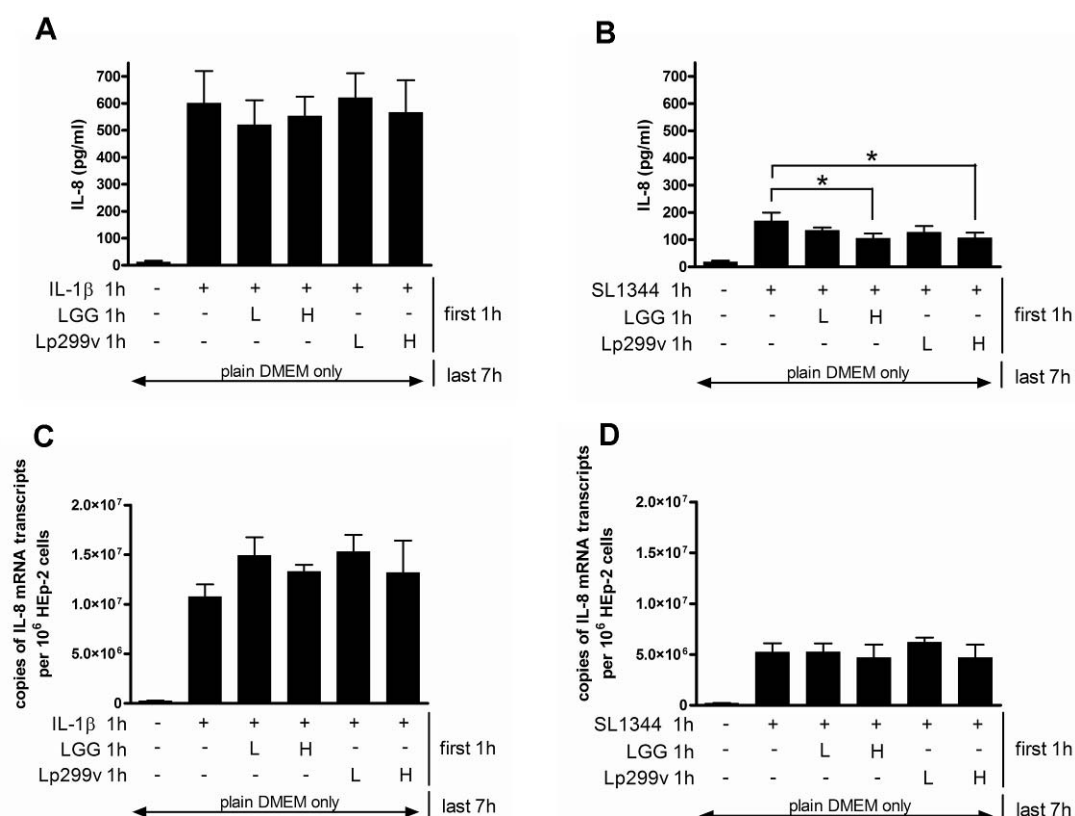 A
IL-8 (pg/ml)
700
600
500
400
300
200
100
0
IL-1β 1h - + + + + +
LGG 1h - - L H - -
Lp299v 1h - - - - L H
first 1h
plain DMEM only
last 7h
B
IL-8 (pg/ml)
700
600
500
400
300
200
100
0
*
*
SL1344 1h - + + + + +
LGG 1h - - L H - -
Lp299v 1h - - - - L H
first 1h
plain DMEM only
last 7h
C
copies of IL-8 mRNA transcripts
per 10⁶ HEp-2 cells
2.0×10⁷
1.5×10⁷
1.0×10⁷
5.0×10⁶
0
IL-1β 1h - + + + + +
LGG 1h - - L H - -
Lp299v 1h - - - - L H
first 1h
plain DMEM only
last 7h
D
copies of IL-8 mRNA transcripts
per 10⁶ HEp-2 cells
2.0×10⁷
1.5×10⁷
1.0×10⁷
5.0×10⁶
0
SL1344 1h - + + + + +
LGG 1h - - L H - -
Lp299v 1h - - - - L H
first 1h
plain DMEM only
last 7h